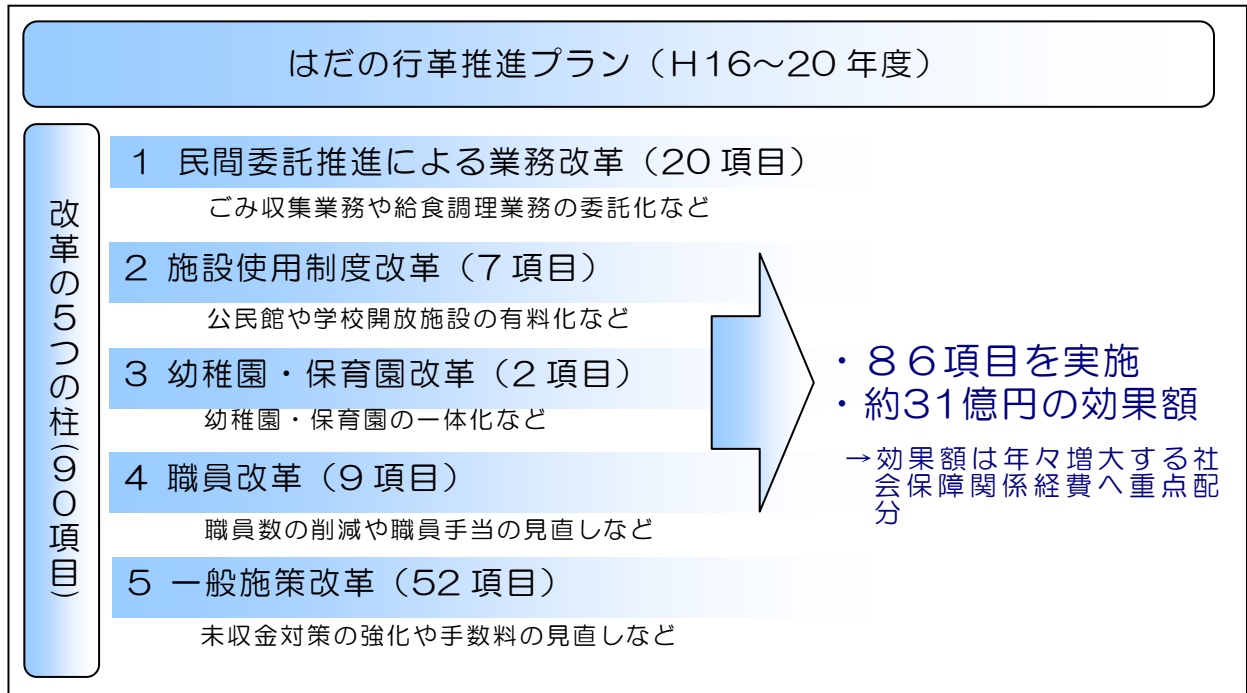 はだの行革推進プラン（H16～20年度）
改革の5つの柱（90項目）
1 民間委託推進による業務改革（20項目）
ごみ収集業務や給食調理業務の委託化など
2 施設使用制度改革（7項目）
公民館や学校開放施設の有料化など
3 幼稚園・保育園改革（2項目）
幼稚園・保育園の一体化など
4 職員改革（9項目）
職員数の削減や職員手当の見直しなど
5 一般施策改革（52項目）
未収金対策の強化や手数料の見直しなど
・８６項目を実施
・約31億円の効果額
→効果額は年々増大する社
会保障関係経費へ重点配
分